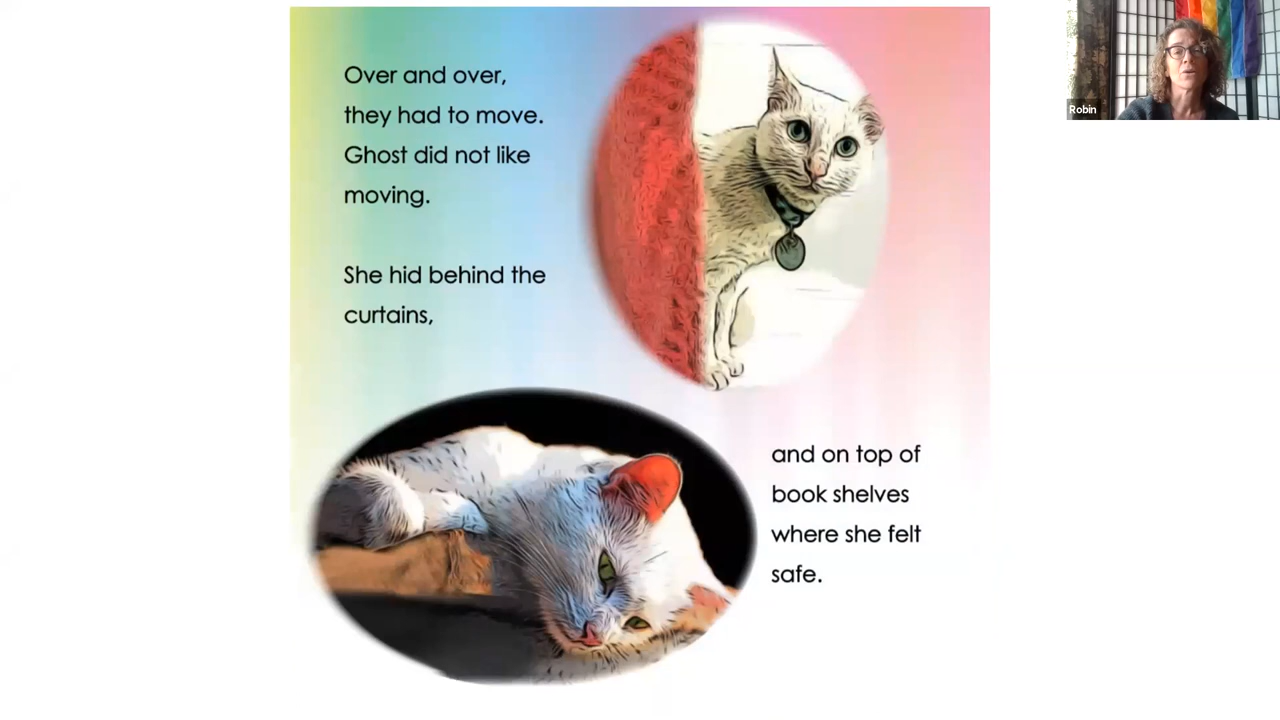 Over and over,
they had to move.
Ghost did not like
moving.
She hid behind the
curtains,
and on top of
book shelves
where she felt
safe.
Robin